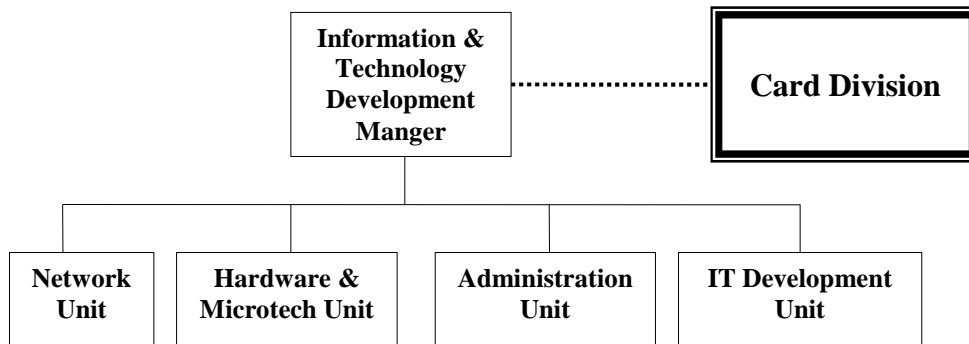 Information &
Technology
Development
Manger
Card Division
Network
Unit
Hardware &
Microtech Unit
Administration
Unit
IT Development
Unit